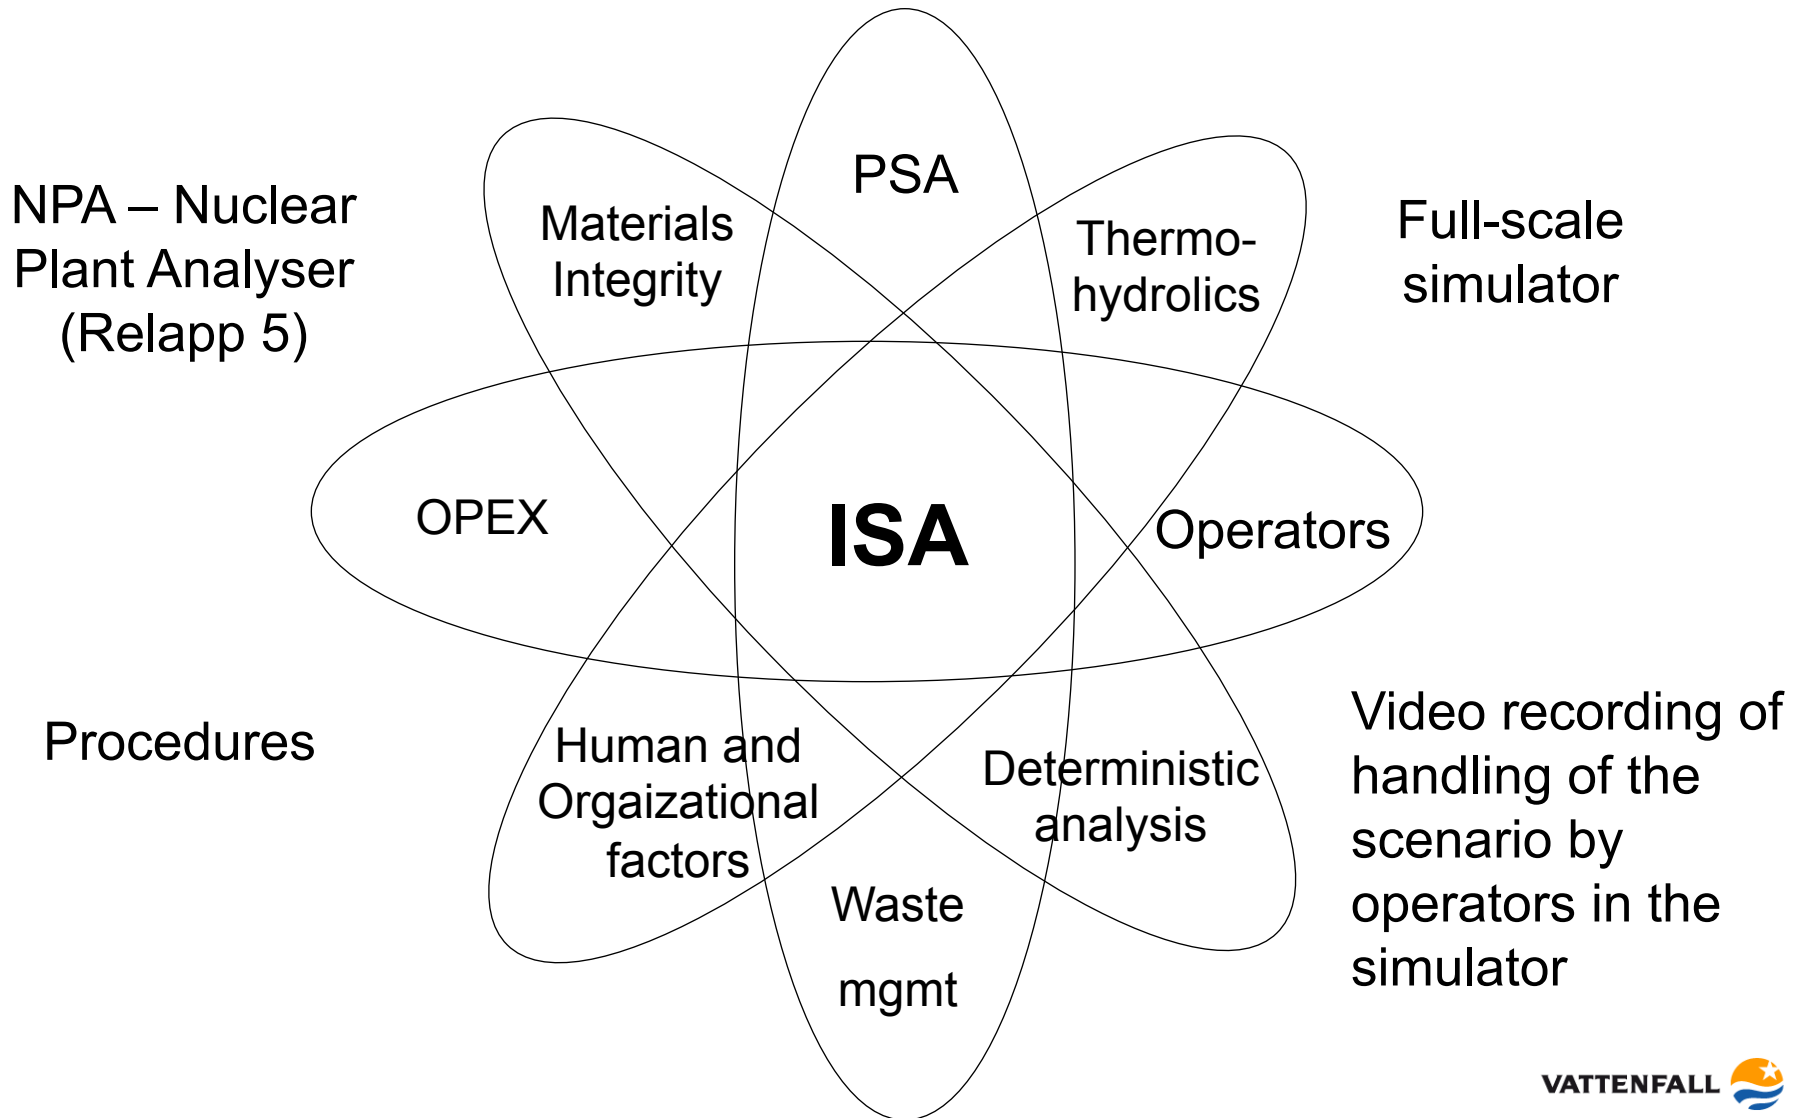 PSA
NPA – Nuclear
Plant Analyser
(Relapp 5)
Materials
Integrity
Thermo-
hydrolics
Full-scale
simulator
OPEX
ISA
Operators
Procedures
Human and
Orgaizational
factors
Deterministic
analysis
Video recording of
handling of the
scenario by
operators in the
simulator
Waste
mgmt
VATTENFALL